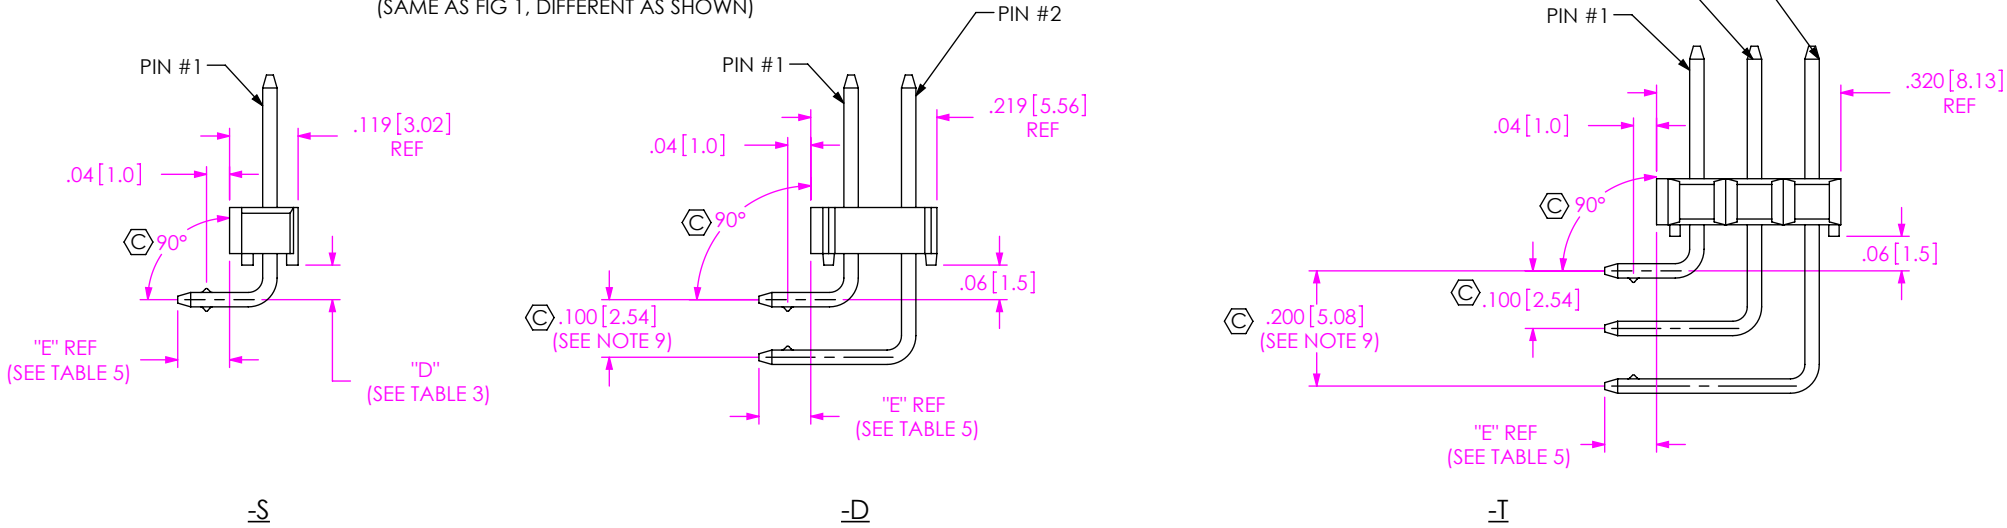 (SAME AS FIG 1, DIFFERENT AS SHOWN)
PIN #1
.119[3.02]
REF
.04[1.0]
C 90°
"E" REF
(SEE TABLE 5)
"D"
(SEE TABLE 3)
-S
PIN #1
PIN #2
.219[5.56]
REF
.04[1.0]
C 90°
.06[1.5]
C .100[2.54]
(SEE NOTE 9)
"E" REF
(SEE TABLE 5)
-D
PIN #1
.320[8.13]
REF
.04[1.0]
C 90°
.06[1.5]
C .100[2.54]
C .200[5.08]
(SEE NOTE 9)
"E" REF
(SEE TABLE 5)
-T